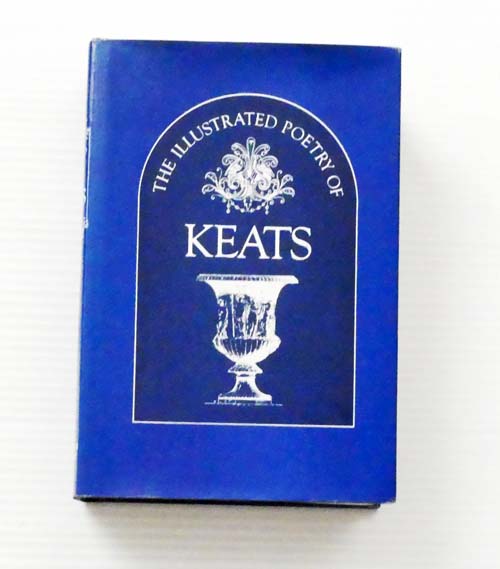 THE ILLUSTRATED POETRY OF
KEATS